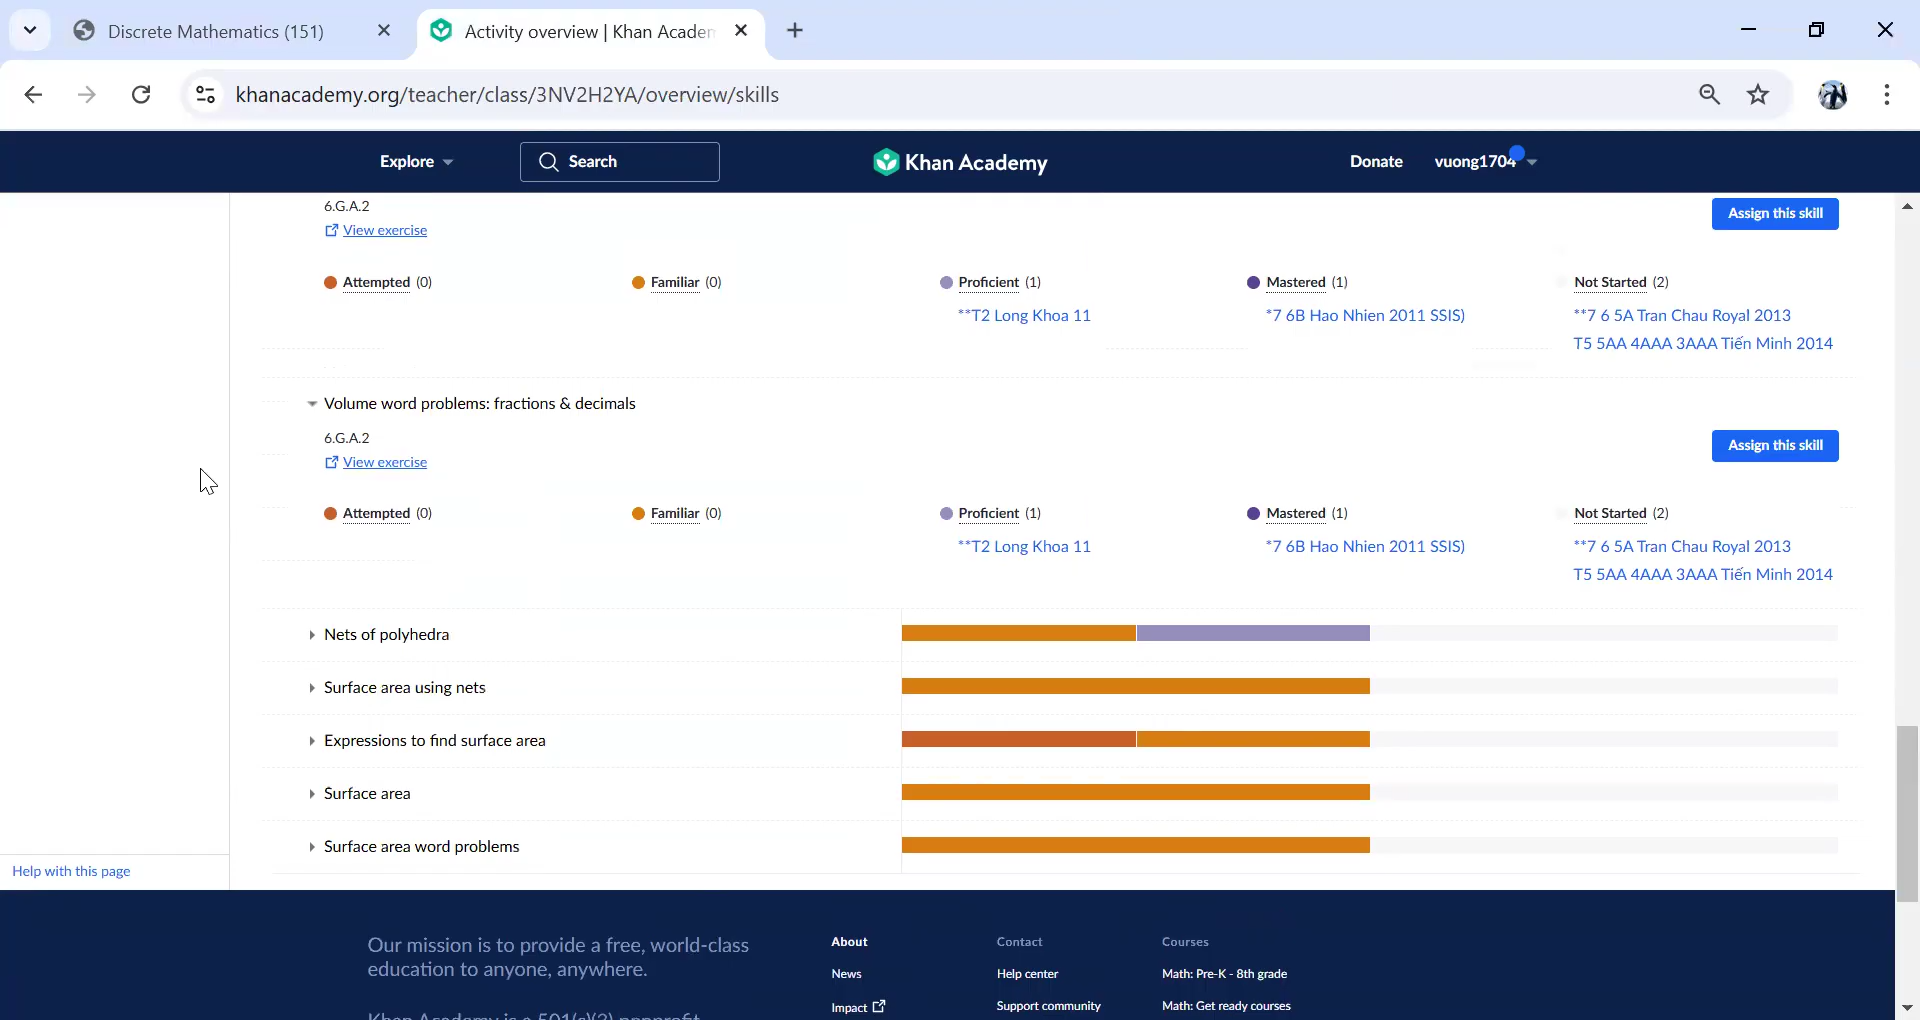 Discrete Mathematics (151)
Activity overview | Khan Academ
khanacademy.org/teacher/class/3NV2H2YA/overview/skills
Explore
Search
Khan Academy
Donate
vuong1704
6.G.A.2
Assign this skill
View exercise
Attempted (0)
Familiar (0)
Proficient (1)
Mastered (1)
Not Started (2)
**T2 Long Khoa 11
*7 6B Hao Nhien 2011 SSIS)
**7 6 5A Tran Chau Royal 2013
T5 5AA 4AAA 3AAA Tiến Minh 2014
Volume word problems: fractions & decimals
6.G.A.2
Assign this skill
View exercise
Attempted (0)
Familiar (0)
Proficient (1)
Mastered (1)
Not Started (2)
**T2 Long Khoa 11
*7 6B Hao Nhien 2011 SSIS)
**7 6 5A Tran Chau Royal 2013
T5 5AA 4AAA 3AAA Tiến Minh 2014
Nets of polyhedra
Surface area using nets
Expressions to find surface area
Surface area
Surface area word problems
Help with this page
Our mission is to provide a free, world-class
education to anyone, anywhere.
Khan Academy is a 501(c)(3) nonprofit
About
News
Impact
Contact
Help center
Support community
Courses
Math: Pre-K - 8th grade
Math: Get ready courses